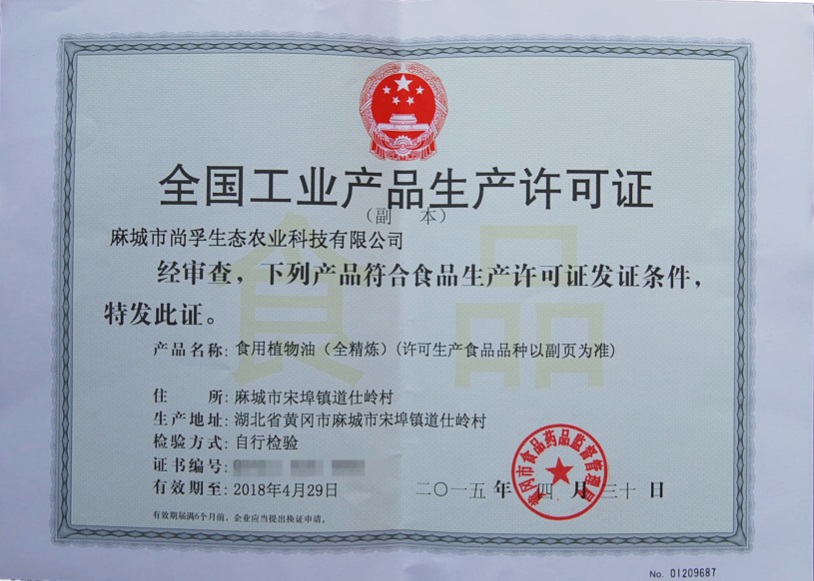 全国工业产品生产许可证
（副 本）
麻城市尚孚生态农业科技有限公司
经审查，下列产品符合食品生产许可证发证条件，
特发此证。
食品
产品名称：食用植物油（全精炼）(许可生产食品品种以副页为准)
住 所：麻城市宋埠镇道仕岭村
生产地址：湖北省黄冈市麻城市宋埠镇道仕岭村
检验方式：自行检验
证书编号：
有效期至：2018年4月29日
二〇一五 年 四 月 三十 日
黄冈市食品药品监督管理局
有效期届满6个月前，企业应当提出换证申请。
No. 01209687